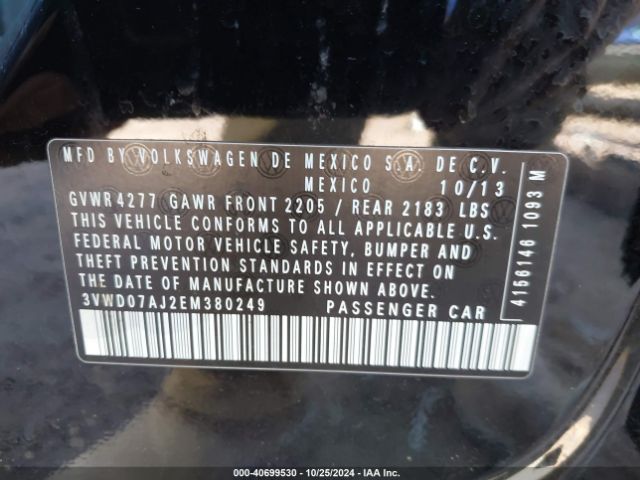 MFD BY VOLKSWAGEN DE MEXICO S.A. DE C.V.
MEXICO 10/13
GVWR 4277 GAWR FRONT 2205 / REAR 2183 LBS
THIS VEHICLE CONFORMS TO ALL APPLICABLE U.S.
FEDERAL MOTOR VEHICLE SAFETY, BUMPER AND
THEFT PREVENTION STANDARDS IN EFFECT ON
THE DATE OF MANUFACTURE SHOWN ABOVE.
3VWD07AJ2EM380249 PASSENGER CAR
4156146 1093 M
000-40699530 - 10/25/2024 - IAAI.COM